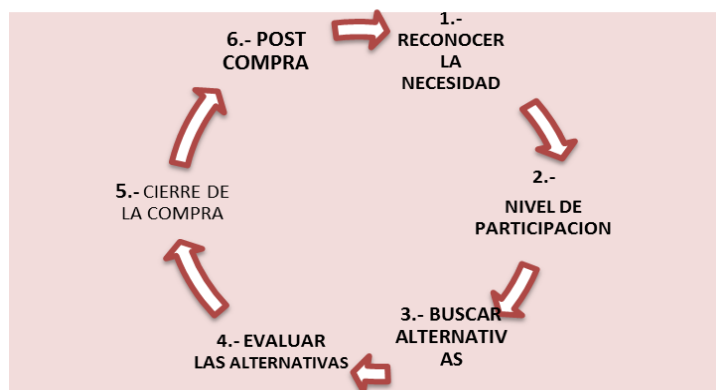 1.-
RECONOCER
LA
NECESIDAD
2.-
NIVEL DE
PARTICIPACION
3.- BUSCAR
ALTERNATIV
AS
4.- EVALUAR
LAS ALTERNATIVAS
5.- CIERRE DE
LA COMPRA
6.- POST
COMPRA